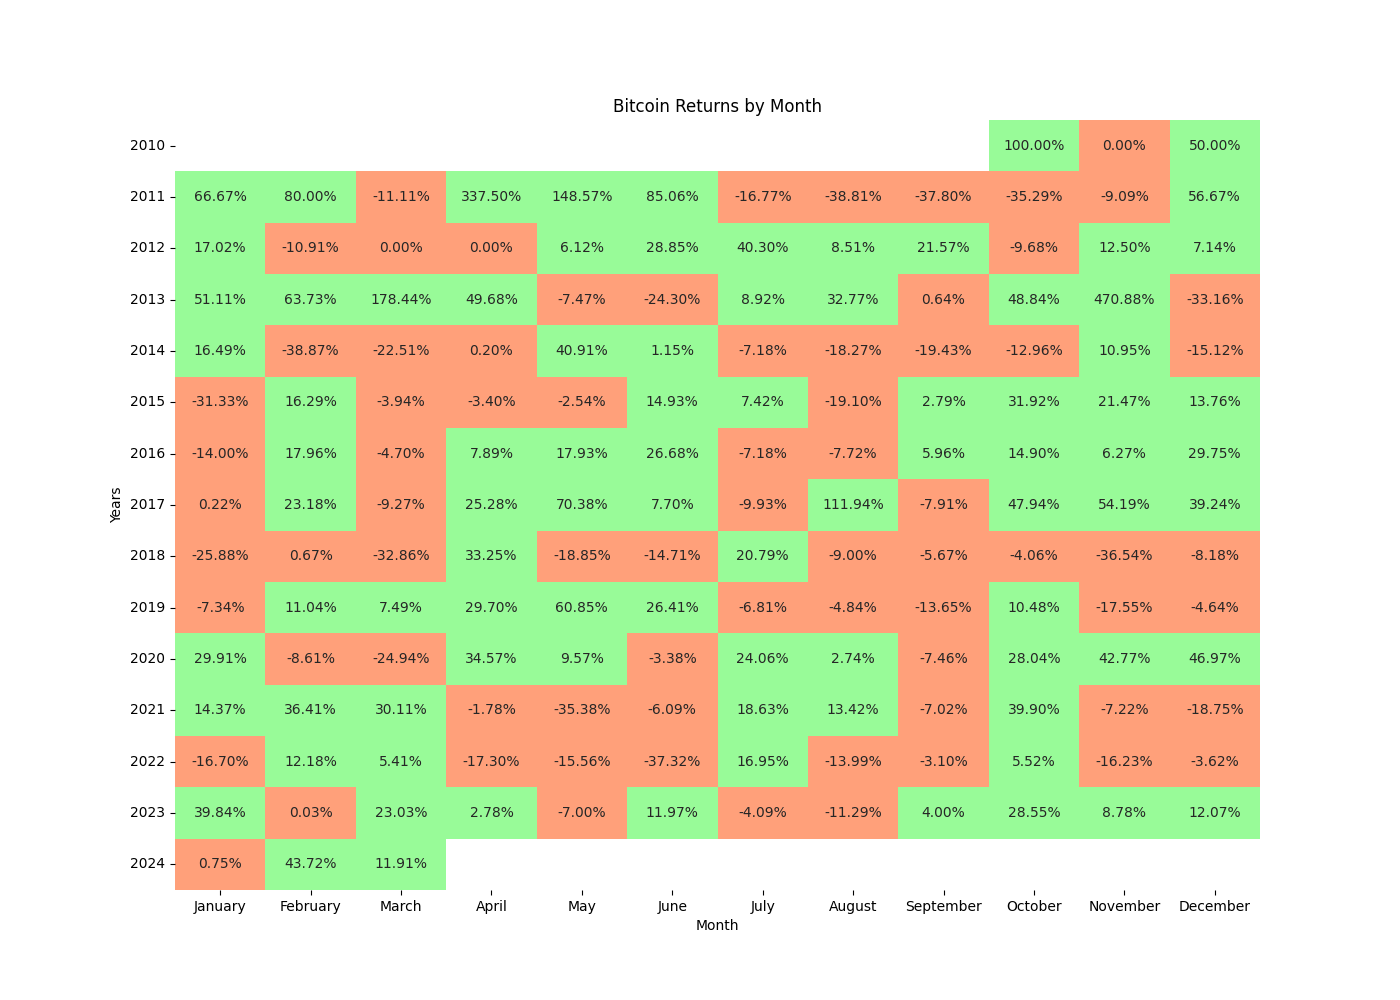 Bitcoin Returns by Month
2010 100.00% 0.00% 50.00%
2011 66.67% 80.00% -11.11% 337.50% 148.57% 85.06% -16.77% -38.81% -37.80% -35.29% -9.09% 56.67%
2012 17.02% -10.91% 0.00% 0.00% 6.12% 28.85% 40.30% 8.51% 21.57% -9.68% 12.50% 7.14%
2013 51.11% 63.73% 178.44% 49.68% -7.47% -24.30% 8.92% 32.77% 0.64% 48.84% 470.88% -33.16%
2014 16.49% -38.87% -22.51% 0.20% 40.91% 1.15% -7.18% -18.27% -19.43% -12.96% 10.95% -15.12%
2015 -31.33% 16.29% -3.94% -3.40% -2.54% 14.93% 7.42% -19.10% 2.79% 31.92% 21.47% 13.76%
2016 -14.00% 17.96% -4.70% 7.89% 17.93% 26.68% -7.18% -7.72% 5.96% 14.90% 6.27% 29.75%
Years
2017 0.22% 23.18% -9.27% 25.28% 70.38% 7.70% -9.93% 111.94% -7.91% 47.94% 54.19% 39.24%
2018 -25.88% 0.67% -32.86% 33.25% -18.85% -14.71% 20.79% -9.00% -5.67% -4.06% -36.54% -8.18%
2019 -7.34% 11.04% 7.49% 29.70% 60.85% 26.41% -6.81% -4.84% -13.65% 10.48% -17.55% -4.64%
2020 29.91% -8.61% -24.94% 34.57% 9.57% -3.38% 24.06% 2.74% -7.46% 28.04% 42.77% 46.97%
2021 14.37% 36.41% 30.11% -1.78% -35.38% -6.09% 18.63% 13.42% -7.02% 39.90% -7.22% -18.75%
2022 -16.70% 12.18% 5.41% -17.30% -15.56% -37.32% 16.95% -13.99% -3.10% 5.52% -16.23% -3.62%
2023 39.84% 0.03% 23.03% 2.78% -7.00% 11.97% -4.09% -11.29% 4.00% 28.55% 8.78% 12.07%
2024 0.75% 43.72% 11.91%
January February March April May June July August September October November December
Month